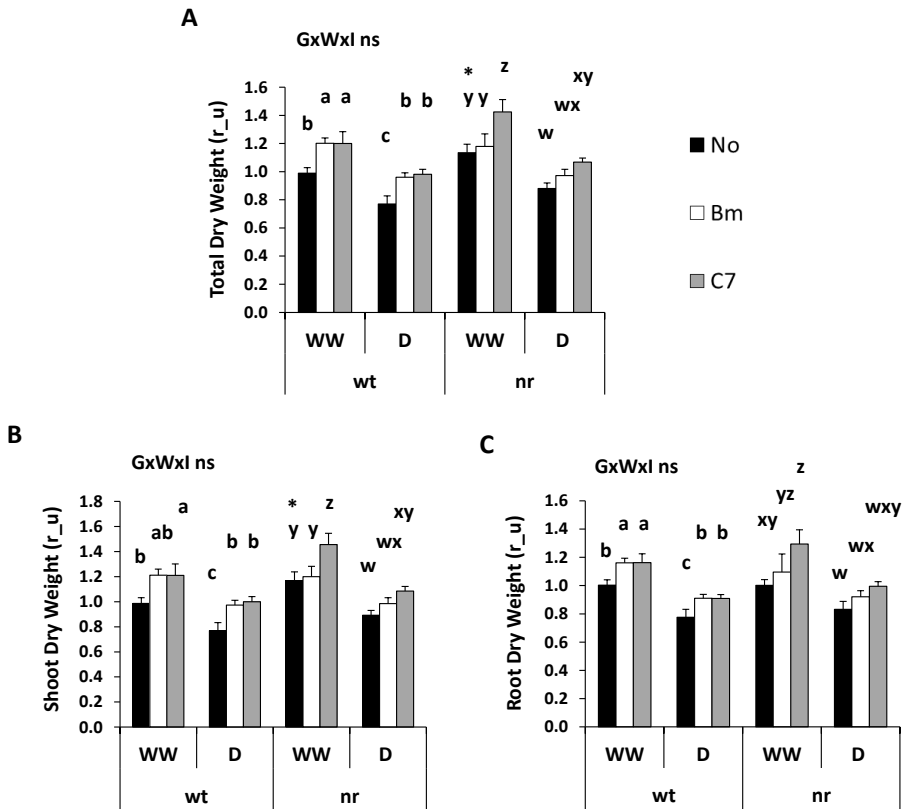 A
GxWxI ns
Total Dry Weight (r_u)
1.6
1.4
1.2
1.0
0.8
0.6
0.4
0.2
0.0
b a a
c b b
*
y y z
w wx xy
WW D WW D
wt nr
No
Bm
C7
B
GxWxI ns
Shoot Dry Weight (r_u)
1.8
1.6
1.4
1.2
1.0
0.8
0.6
0.4
0.2
0.0
b ab a
c b b
*
y y z
w wx xy
WW D WW D
wt nr
C
GxWxI ns
Root Dry Weight (r_u)
1.6
1.4
1.2
1.0
0.8
0.6
0.4
0.2
0.0
b a a
c b b
xy yz z
w wx wxy
WW D WW D
wt nr